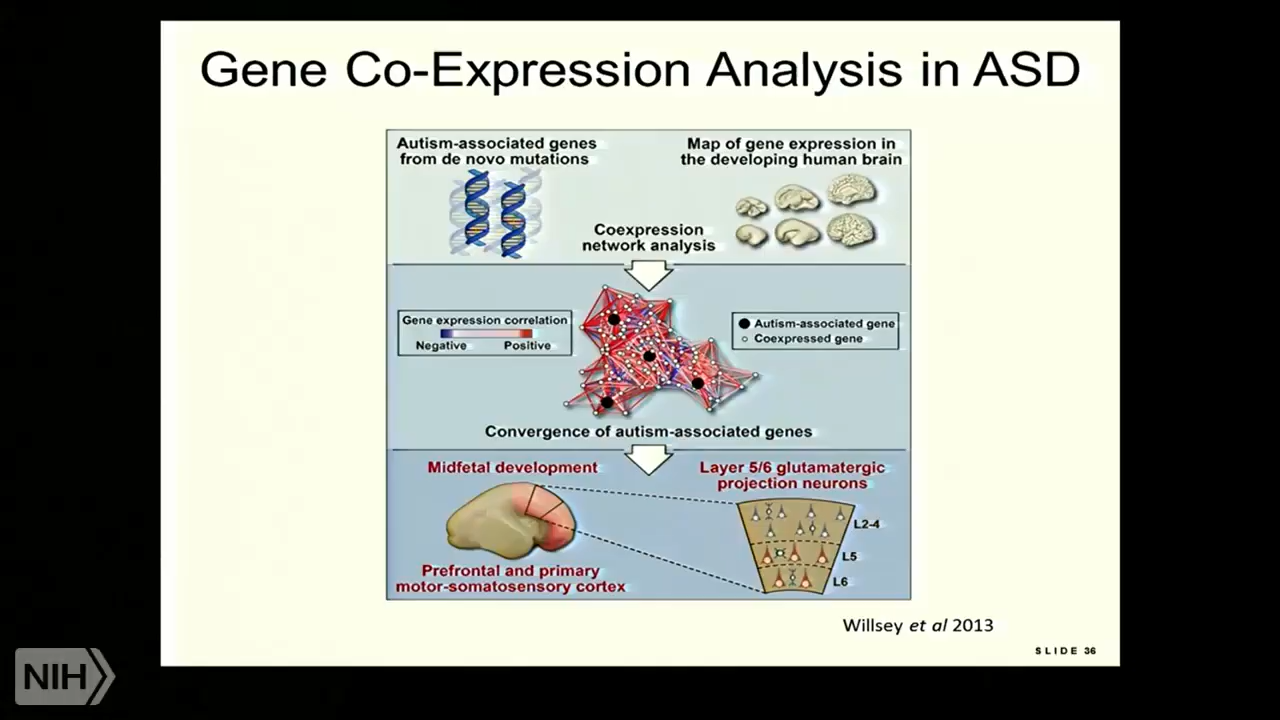 Gene Co-Expression Analysis in ASD
Autism-associated genes
from de novo mutations
Map of gene expression in
the developing human brain
Coexpression
network analysis
Gene expression correlation
Negative Positive
Autism-associated gene
Coexpressed gene
Convergence of autism-associated genes
Midfetal development
Layer 5/6 glutamatergic
projection neurons
L2-4
L5
L6
Prefrontal and primary
motor-somatosensory cortex
Willsey et al 2013
SLIDE 36
NIH